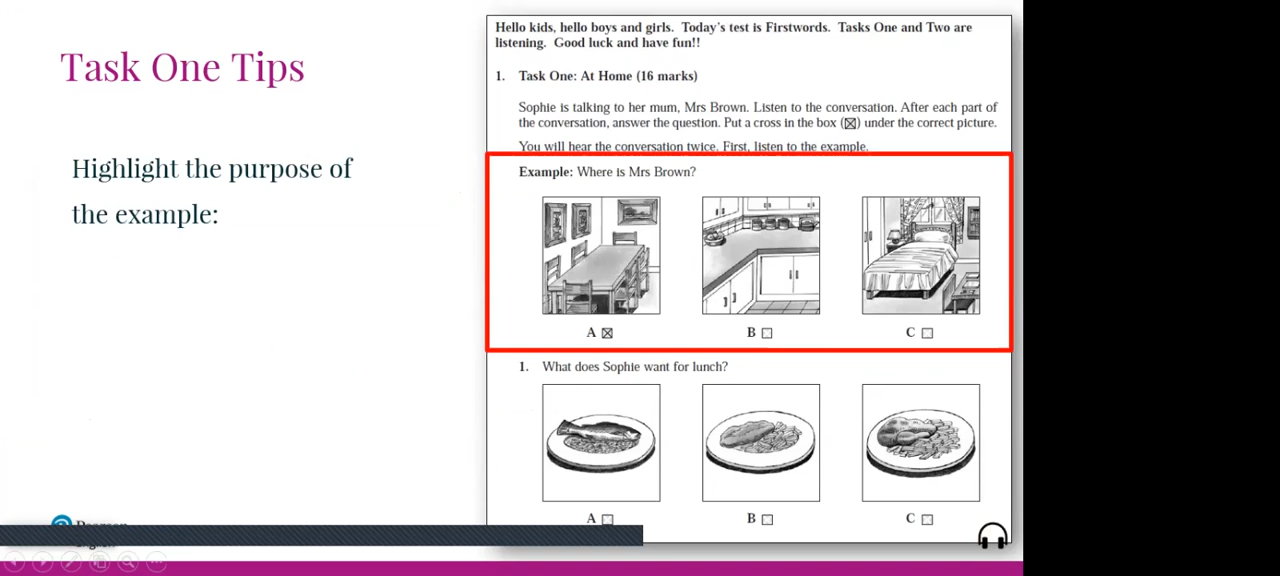 Task One Tips
Highlight the purpose of
the example:
Hello kids, hello boys and girls. Today's test is Firstwords. Tasks One and Two are
listening. Good luck and have fun!!
1. Task One: At Home (16 marks)
Sophie is talking to her mum, Mrs Brown. Listen to the conversation. After each part of
the conversation, answer the question. Put a cross in the box (☒) under the correct picture.
You will hear the conversation twice. First, listen to the example.
Example: Where is Mrs Brown?
A ☒ B ☐ C ☐
1. What does Sophie want for lunch?
A ☐ B ☐ C ☐